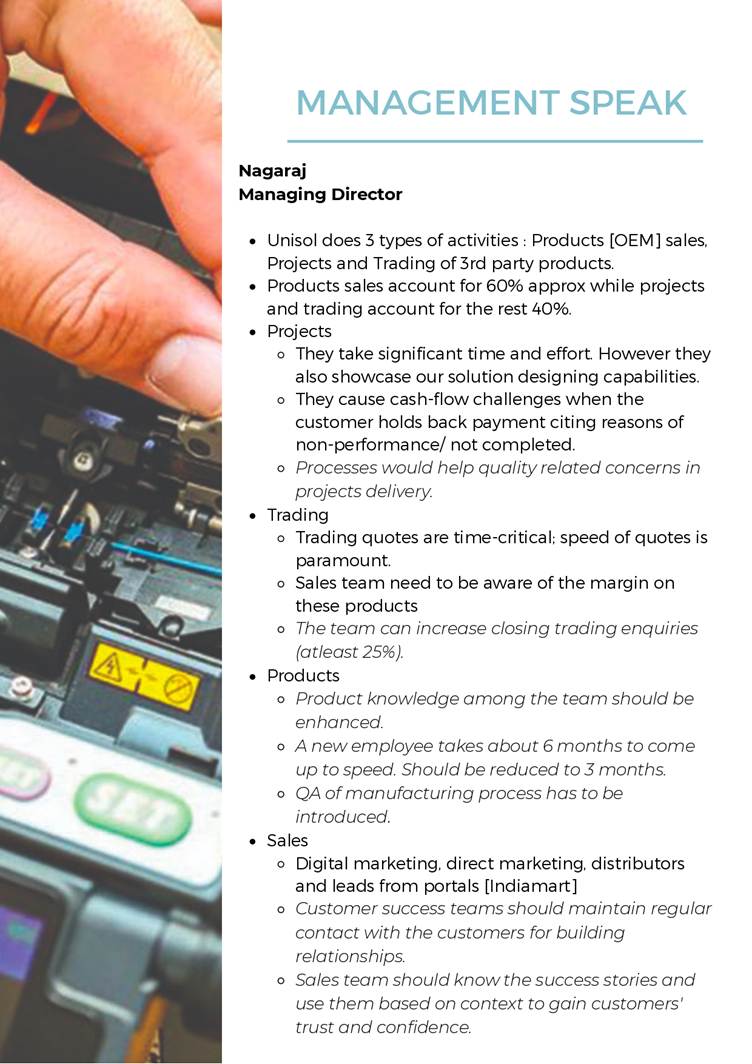 MANAGEMENT SPEAK
Nagaraj
Managing Director
• Unisol does 3 types of activities : Products [OEM] sales,
Projects and Trading of 3rd party products.
• Products sales account for 60% approx while projects
and trading account for the rest 40%.
• Projects
◦ They take significant time and effort. However they
also showcase our solution designing capabilities.
◦ They cause cash-flow challenges when the
customer holds back payment citing reasons of
non-performance/ not completed.
◦ Processes would help quality related concerns in
projects delivery.
• Trading
◦ Trading quotes are time-critical; speed of quotes is
paramount.
◦ Sales team need to be aware of the margin on
these products
◦ The team can increase closing trading enquiries
(atleast 25%).
• Products
◦ Product knowledge among the team should be
enhanced.
◦ A new employee takes about 6 months to come
up to speed. Should be reduced to 3 months.
◦ QA of manufacturing process has to be
introduced.
• Sales
◦ Digital marketing, direct marketing, distributors
and leads from portals [Indiamart]
◦ Customer success teams should maintain regular
contact with the customers for building
relationships.
◦ Sales team should know the success stories and
use them based on context to gain customers'
trust and confidence.
SET